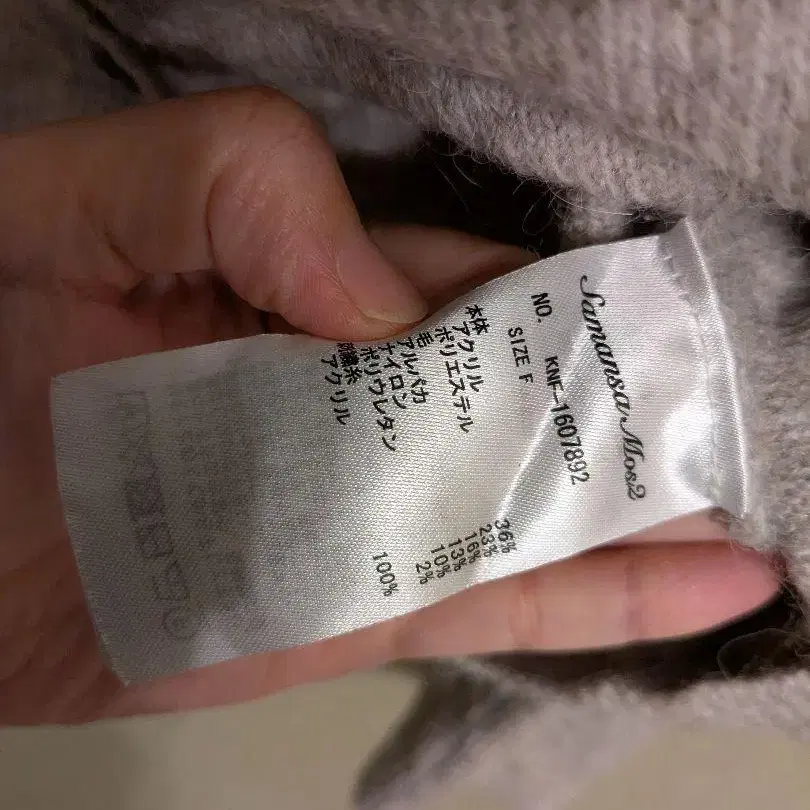 Samansa Mos2
NO. KNF-1607892
SIZE F
本体
アクリル 36%
ポリエステル 23%
毛 16%
アルパカ 13%
ナイロン 10%
ポリウレタン 2%
刺繍糸
アクリル 100%